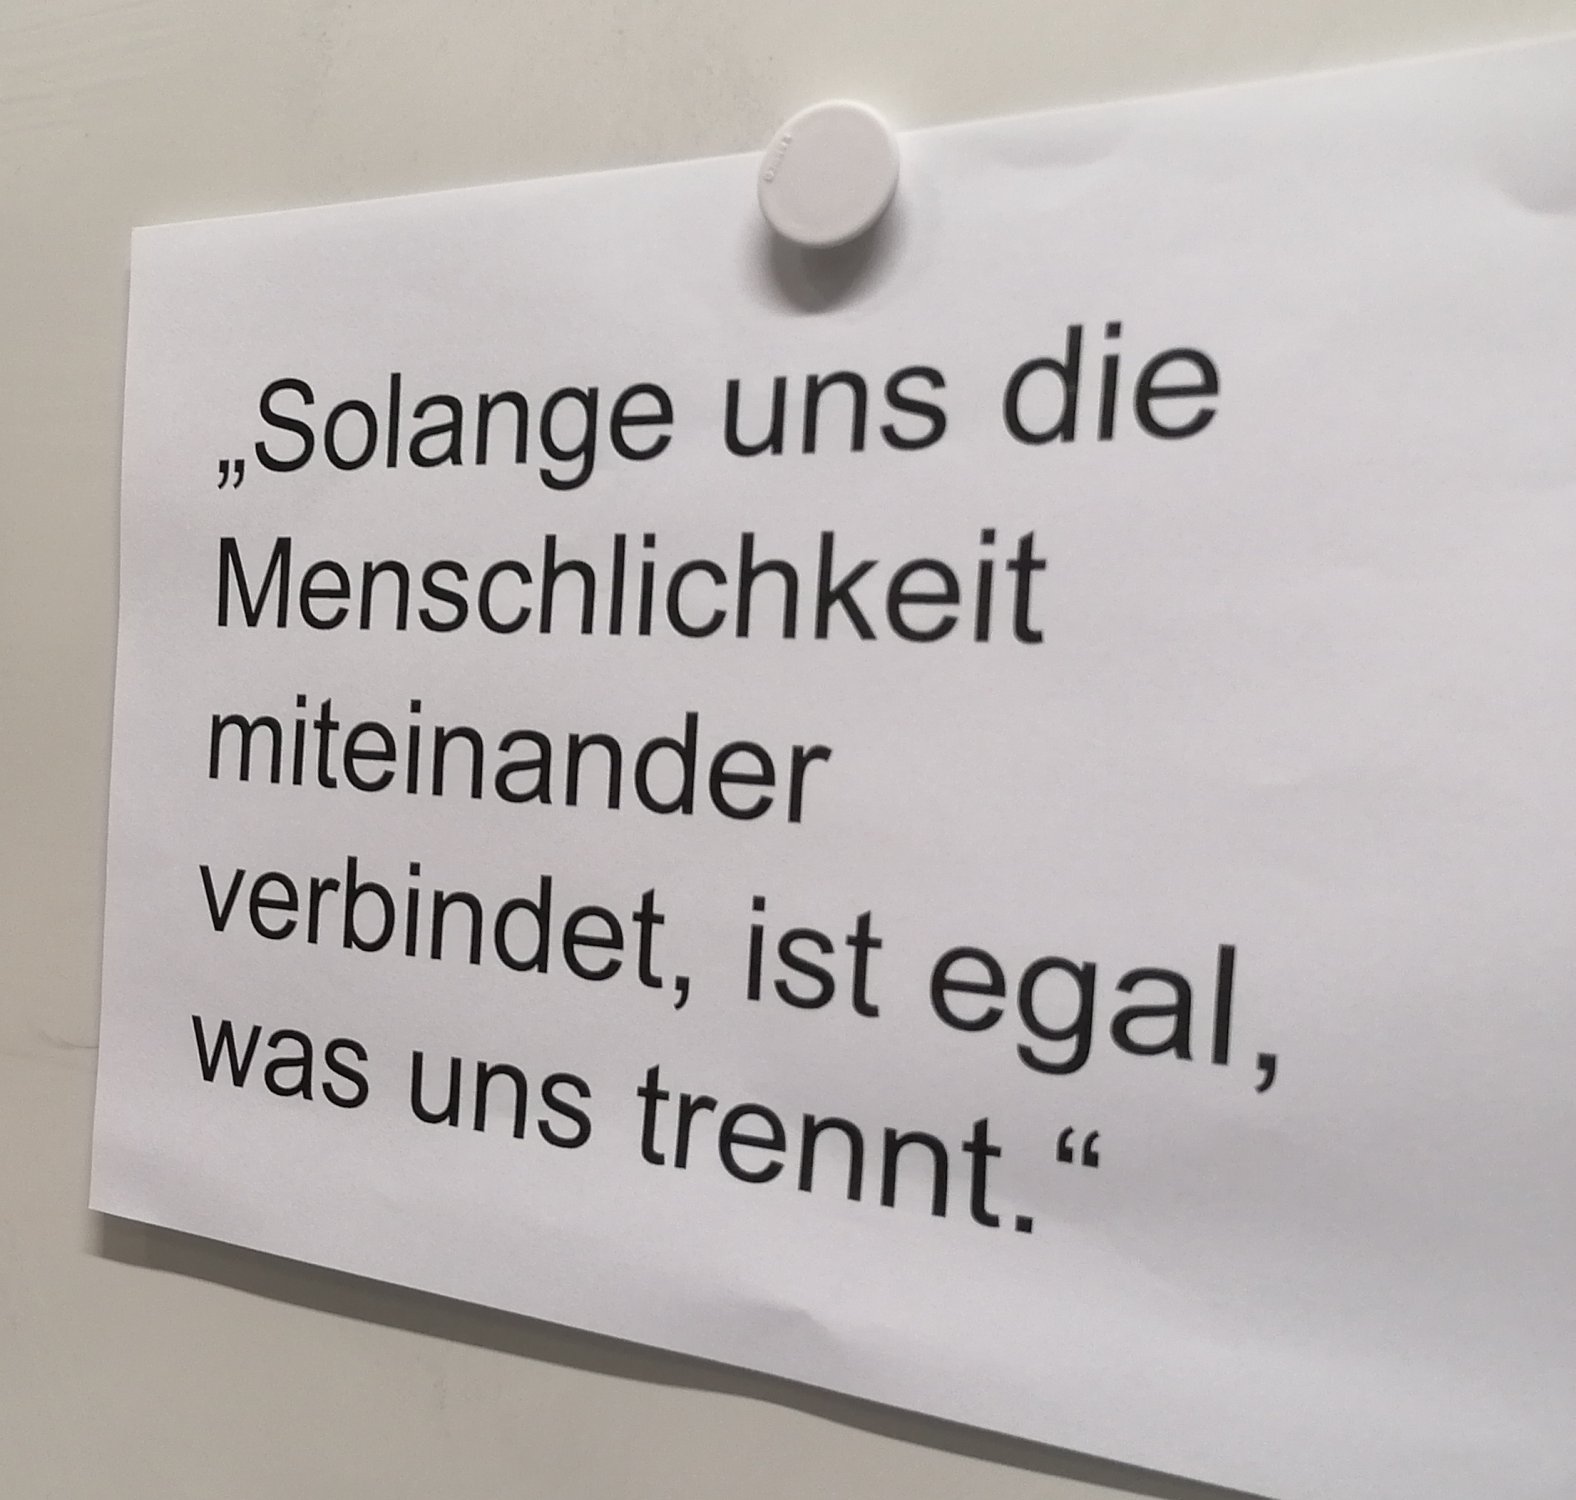 „Solange uns die
Menschlichkeit
miteinander
verbindet, ist egal,
was uns trennt.“